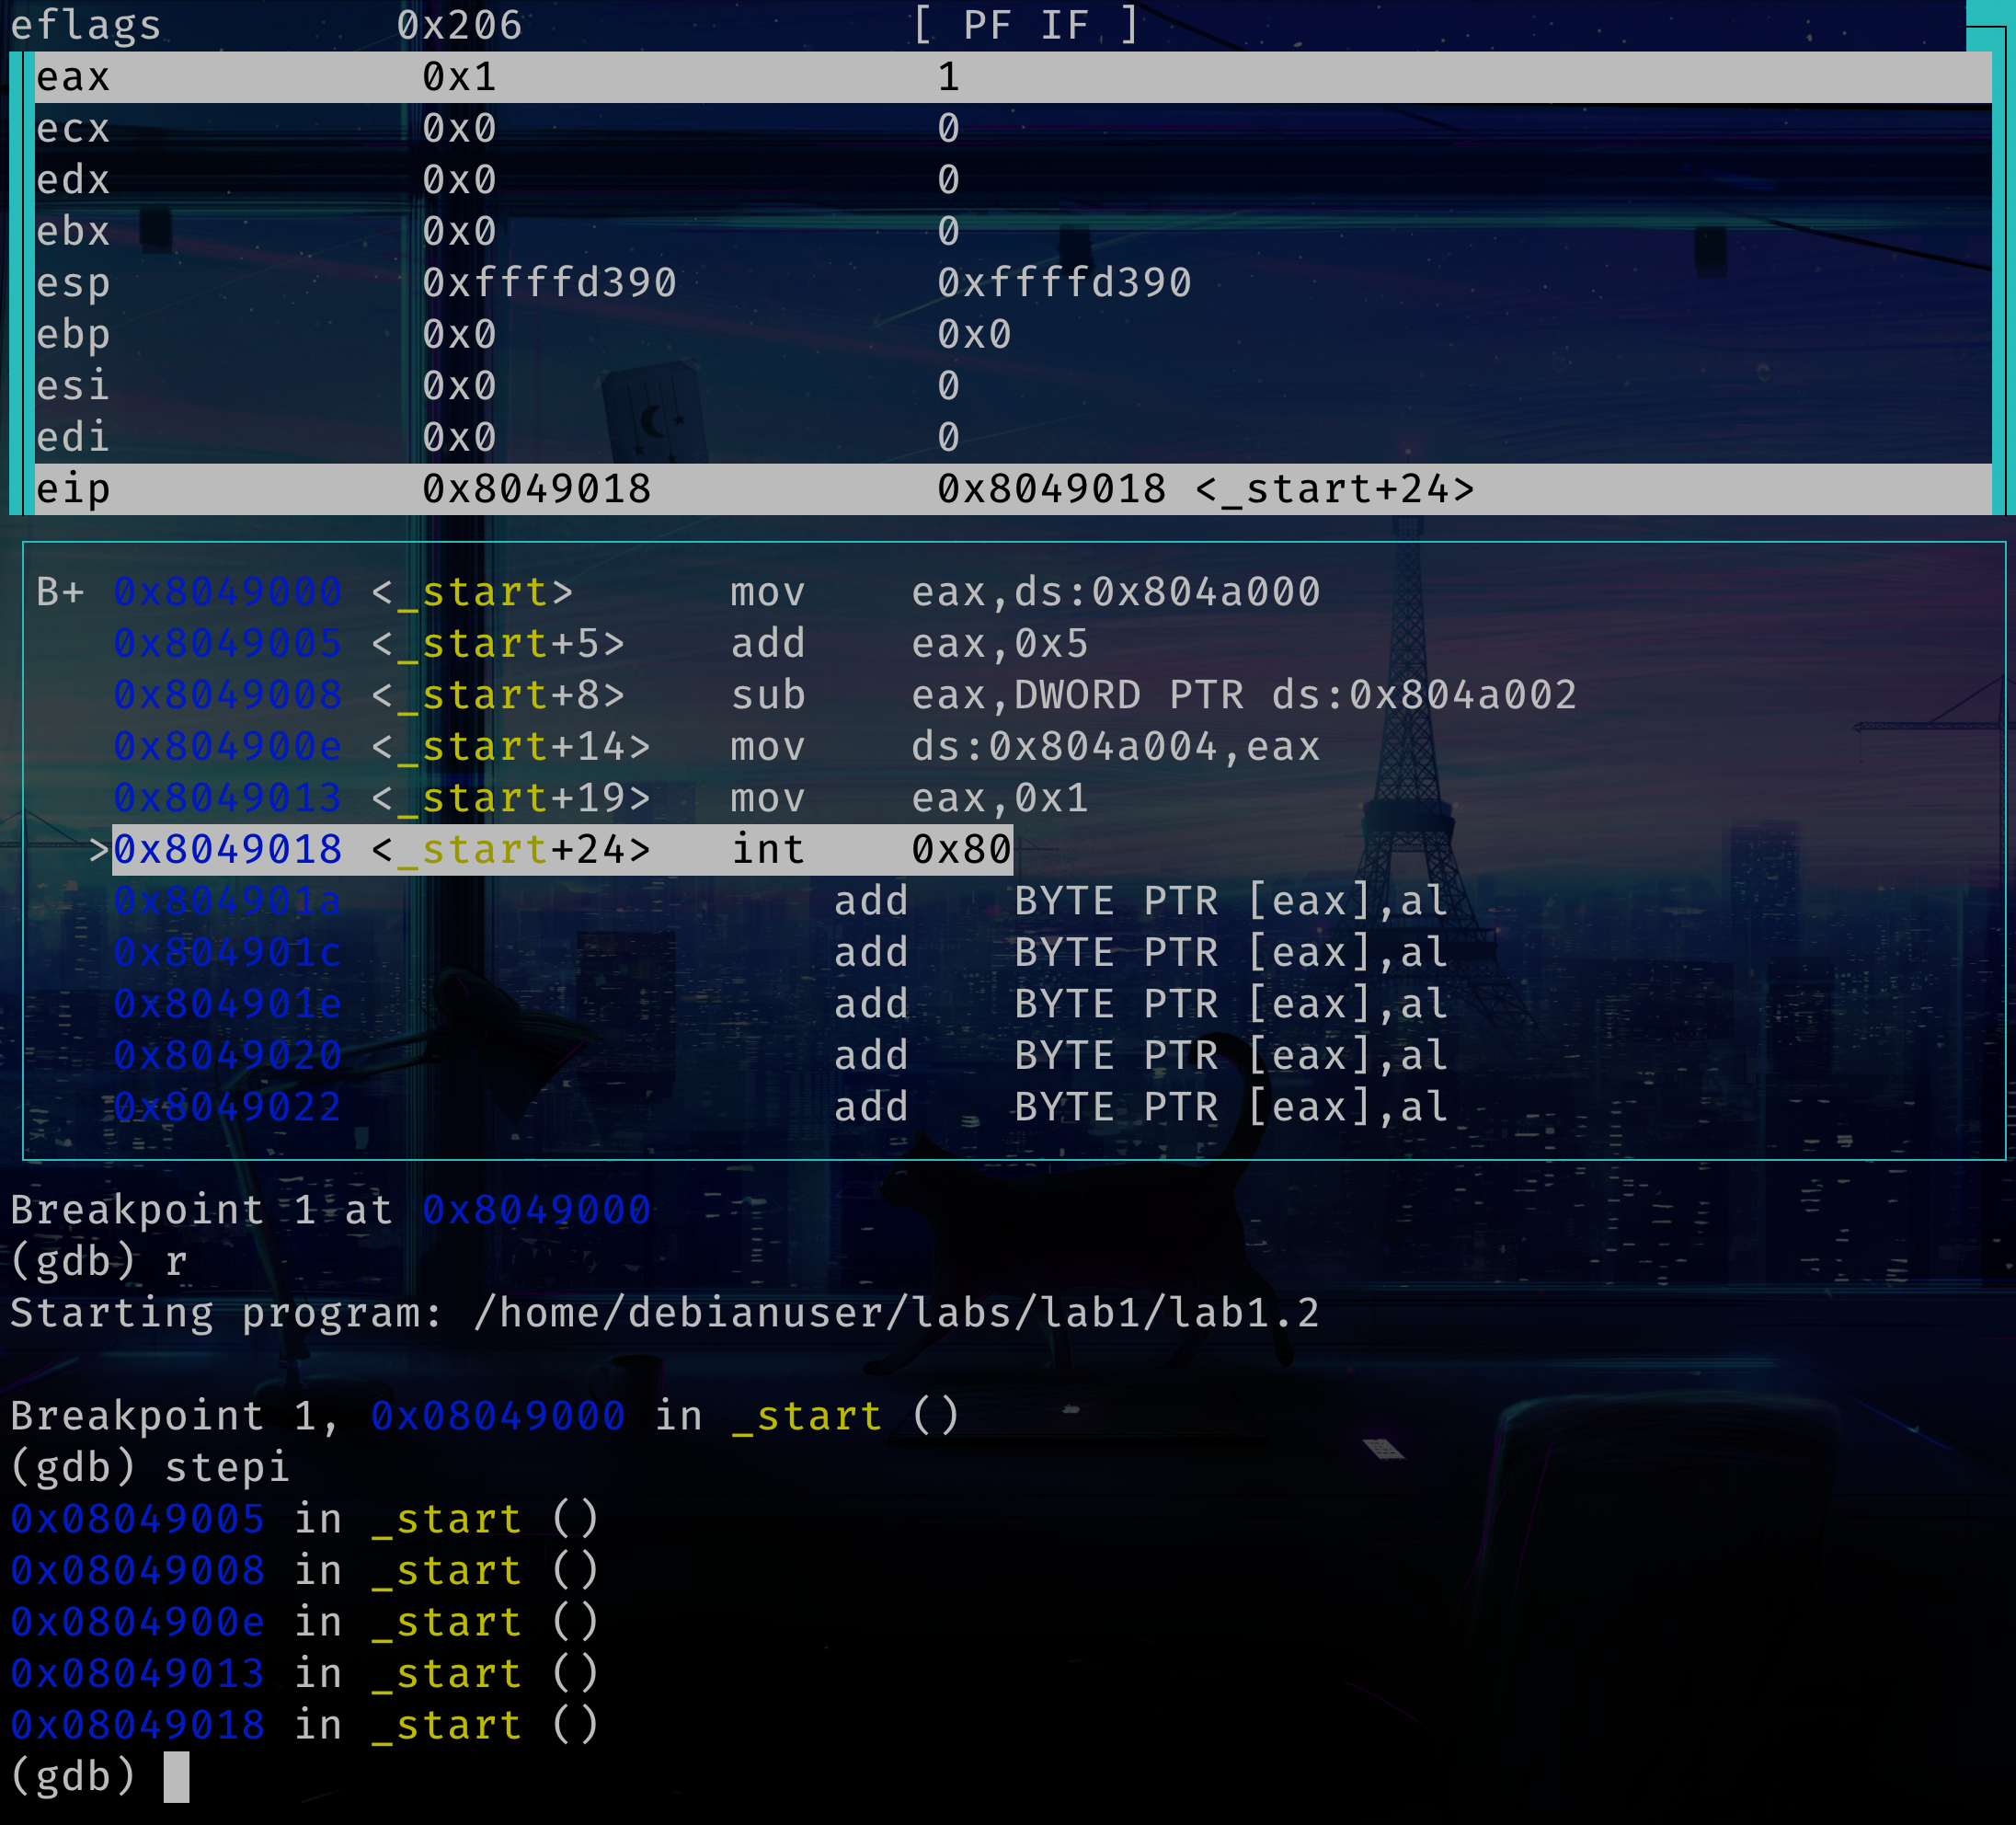 eflags 0x206 [ PF IF ]
eax 0x1 1
ecx 0x0 0
edx 0x0 0
ebx 0x0 0
esp 0xffffd390 0xffffd390
ebp 0x0 0x0
esi 0x0 0
edi 0x0 0
eip 0x8049018 0x8049018 <_start+24>
B+ 0x8049000 <_start> mov eax,ds:0x804a000
0x8049005 <_start+5> add eax,0x5
0x8049008 <_start+8> sub eax,DWORD PTR ds:0x804a002
0x804900e <_start+14> mov ds:0x804a004,eax
0x8049013 <_start+19> mov eax,0x1
>0x8049018 <_start+24> int 0x80
0x804901a add BYTE PTR [eax],al
0x804901c add BYTE PTR [eax],al
0x804901e add BYTE PTR [eax],al
0x8049020 add BYTE PTR [eax],al
0x8049022 add BYTE PTR [eax],al
Breakpoint 1 at 0x8049000
(gdb) r
Starting program: /home/debianuser/labs/lab1/lab1.2
Breakpoint 1, 0x08049000 in _start ()
(gdb) stepi
0x08049005 in _start ()
0x08049008 in _start ()
0x0804900e in _start ()
0x08049013 in _start ()
0x08049018 in _start ()
(gdb)